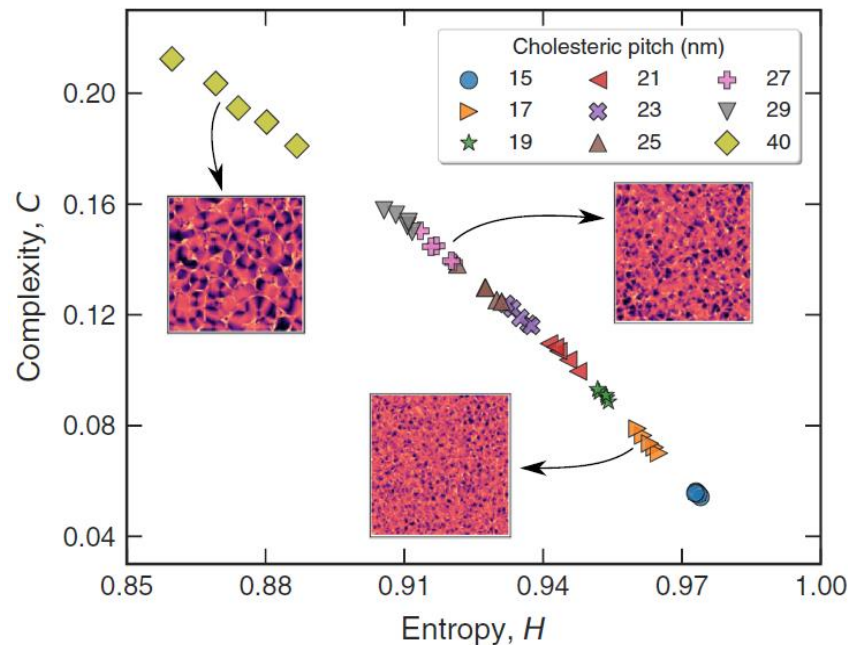 Cholesteric pitch (nm)
15 21 27
17 23 29
19 25 40
Complexity, C
0.20
0.16
0.12
0.08
0.04
0.85 0.88 0.91 0.94 0.97 1.00
Entropy, H